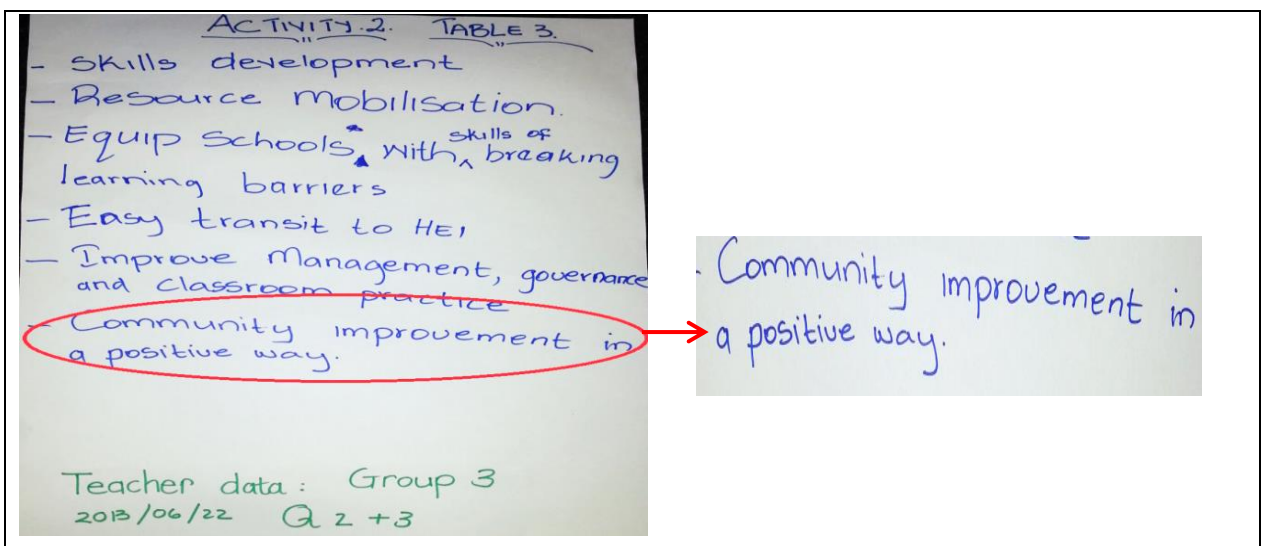 ACTIVITY.2. TABLE 3.
- Skills development
- Resource Mobilisation.
- Equip Schools with skills of breaking
learning barriers
- Easy transit to HEI
- Improve Management, governance
and classroom practice
- Community improvement in
a positive way.
Teacher data: Group 3
2013/06/22 Q 2 +3
- Community improvement in
a positive way.